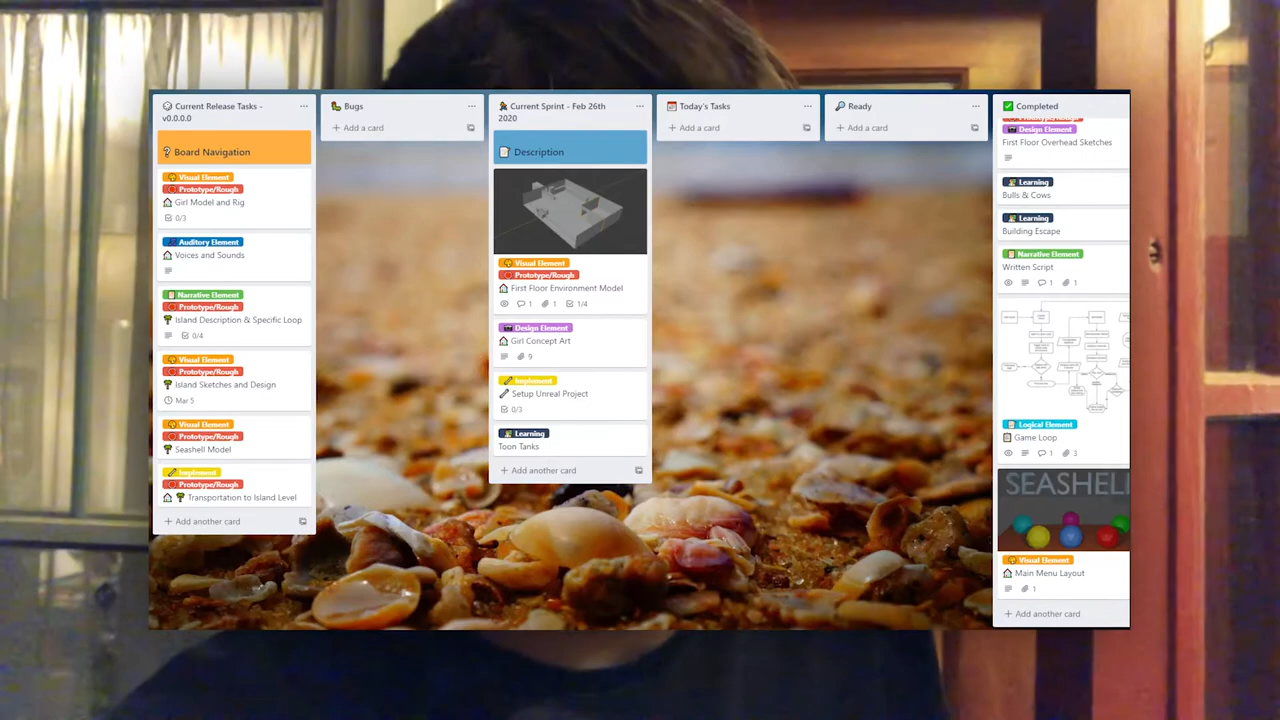 Current Release Tasks -
v0.0.0.0
Board Navigation
Visual Element
Prototype/Rough
Girl Model and Rig
0/3
Auditory Element
Voices and Sounds
Narrative Element
Prototype/Rough
Island Description & Specific Loop
0/4
Visual Element
Prototype/Rough
Island Sketches and Design
Mar 5
Visual Element
Prototype/Rough
Seashell Model
Implement
Prototype/Rough
Transportation to Island Level
+ Add another card
Bugs
+ Add a card
Current Sprint - Feb 26th
2020
Description
Visual Element
Prototype/Rough
First Floor Environment Model
1 1 1/4
Design Element
Girl Concept Art
9
Implement
Setup Unreal Project
0/3
Learning
Toon Tanks
+ Add another card
Today's Tasks
+ Add a card
Ready
+ Add a card
Completed
Prototype/Rough
Design Element
First Floor Overhead Sketches
Learning
Bulls & Cows
Learning
Building Escape
Narrative Element
Written Script
1 1
Logical Element
Game Loop
1 3
SEASHELL
Visual Element
Main Menu Layout
1
+ Add another card